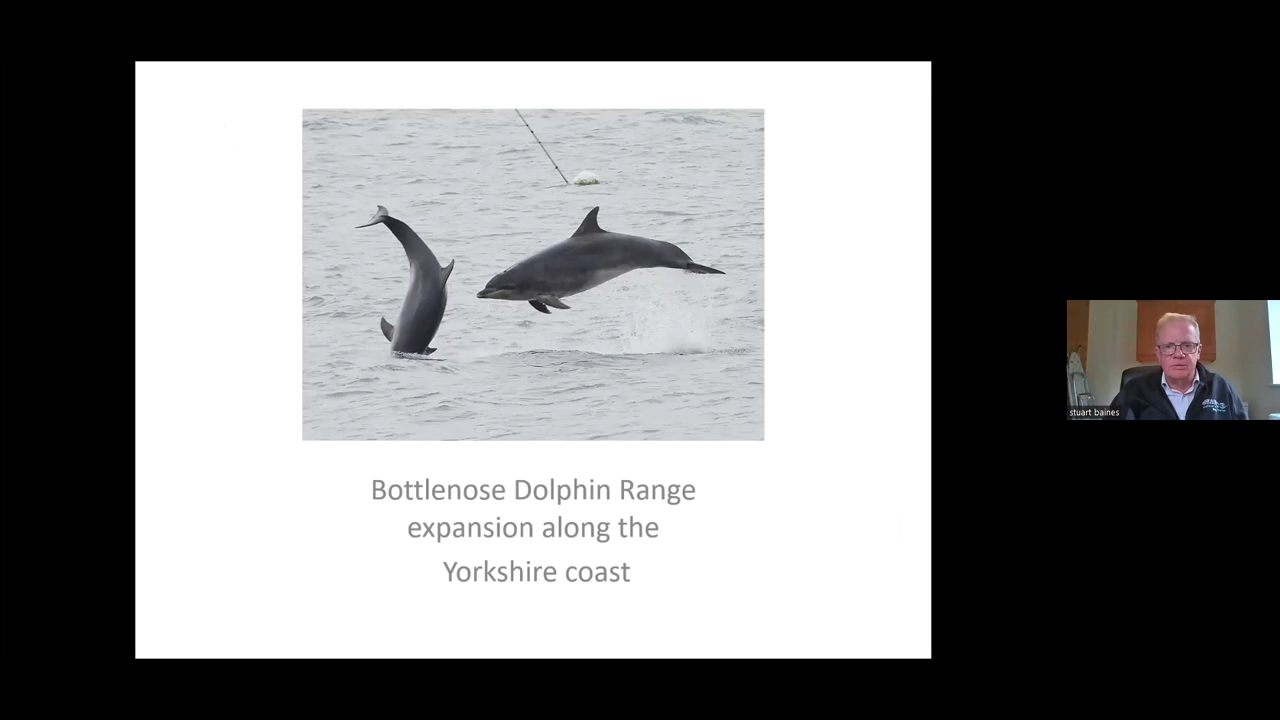 Bottlenose Dolphin Range
expansion along the
Yorkshire coast
stuart baines